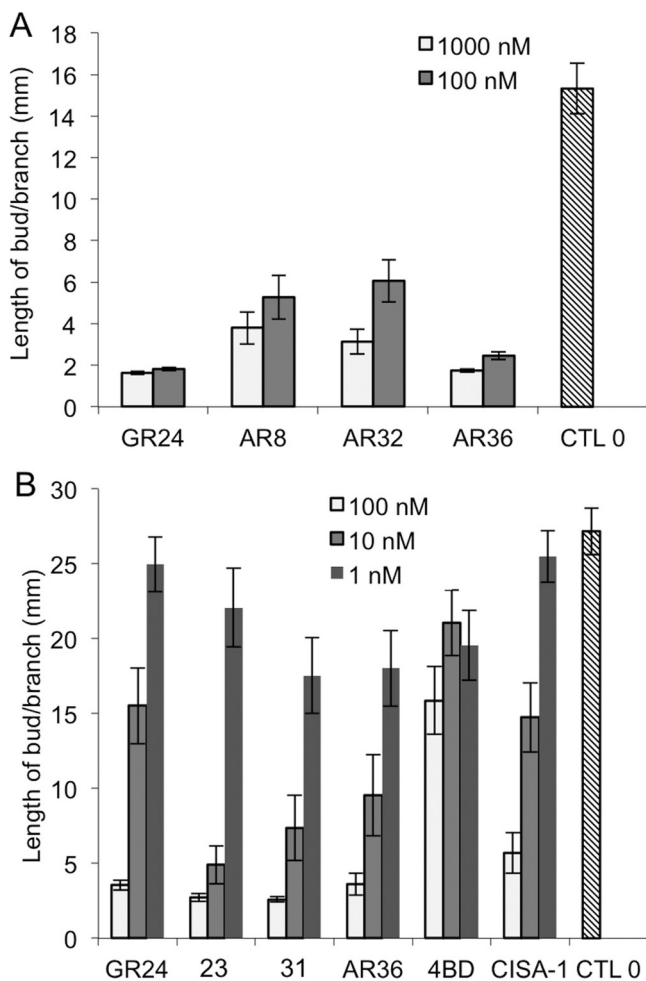 A
Length of bud/branch (mm)
18
16
14
12
10
8
6
4
2
0
1000 nM
100 nM
GR24 AR8 AR32 AR36 CTL 0
B
Length of bud/branch (mm)
30
25
20
15
10
5
0
100 nM
10 nM
1 nM
GR24 23 31 AR36 4BD CISA-1 CTL 0